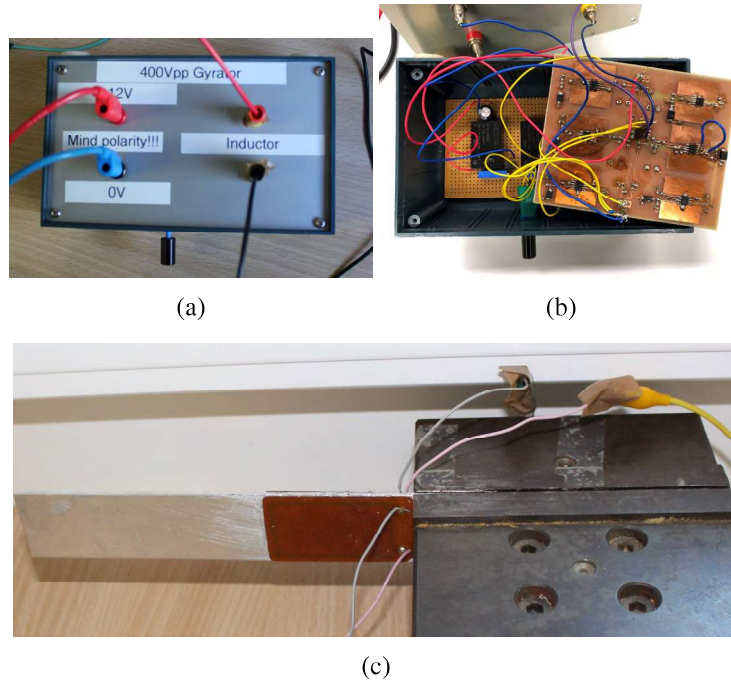 400Vpp Gyrator
12V
Mind polarity!!!
Inductor
0V
(a)
(b)
(c)